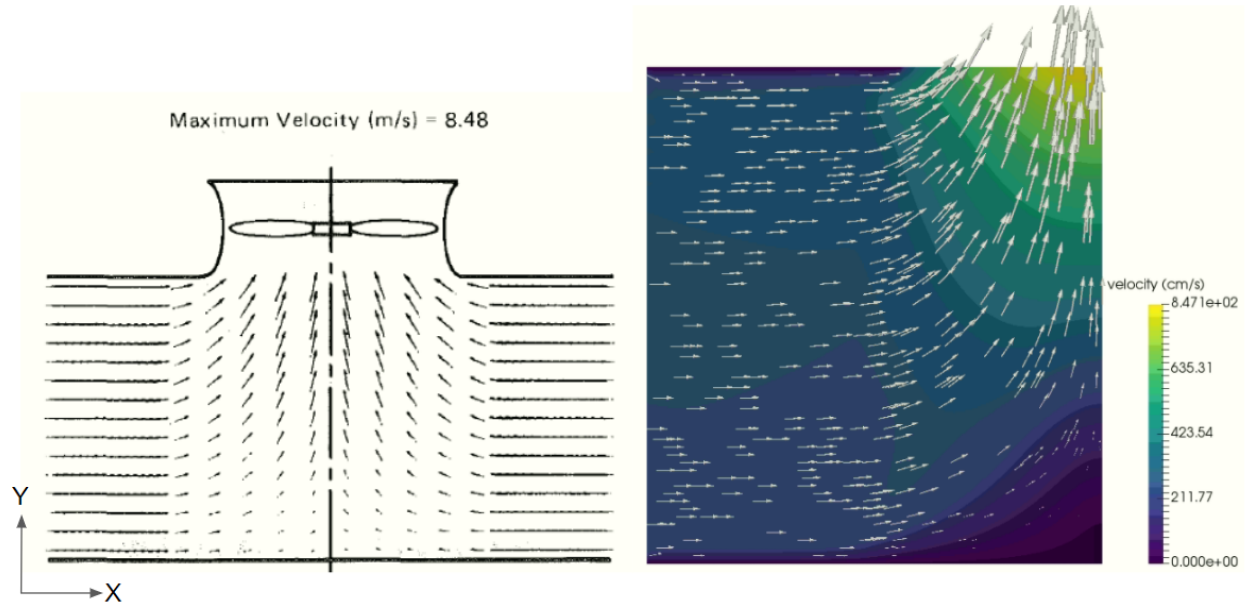 Maximum Velocity (m/s) = 8.48
Y
X
velocity (cm/s)
8.471e+02
635.31
423.54
211.77
0.000e+00